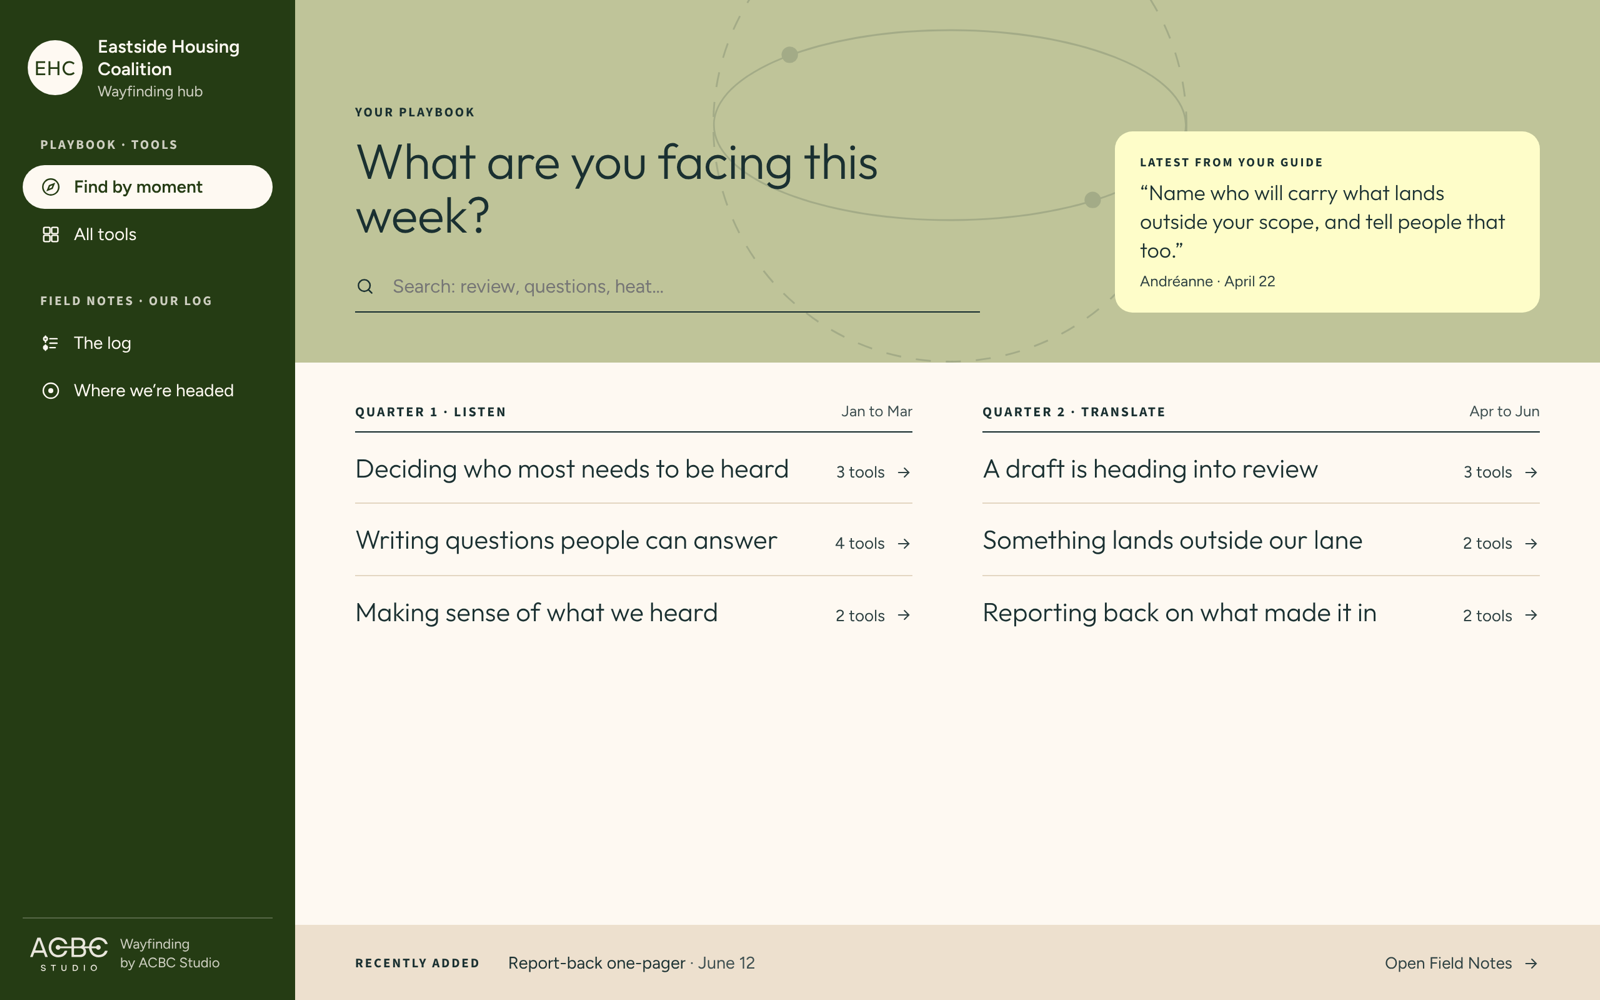 EHC
Eastside Housing
Coalition
Wayfinding hub
PLAYBOOK · TOOLS
Find by moment
All tools
FIELD NOTES · OUR LOG
The log
Where we’re headed
ACBC
STUDIO
Wayfinding
by ACBC Studio
YOUR PLAYBOOK
What are you facing this
week?
Search: review, questions, heat...
LATEST FROM YOUR GUIDE
“Name who will carry what lands
outside your scope, and tell people that
too.”
Andréanne · April 22
QUARTER 1 · LISTEN
Jan to Mar
Deciding who most needs to be heard
3 tools →
Writing questions people can answer
4 tools →
Making sense of what we heard
2 tools →
QUARTER 2 · TRANSLATE
Apr to Jun
A draft is heading into review
3 tools →
Something lands outside our lane
2 tools →
Reporting back on what made it in
2 tools →
RECENTLY ADDED
Report-back one-pager · June 12
Open Field Notes →